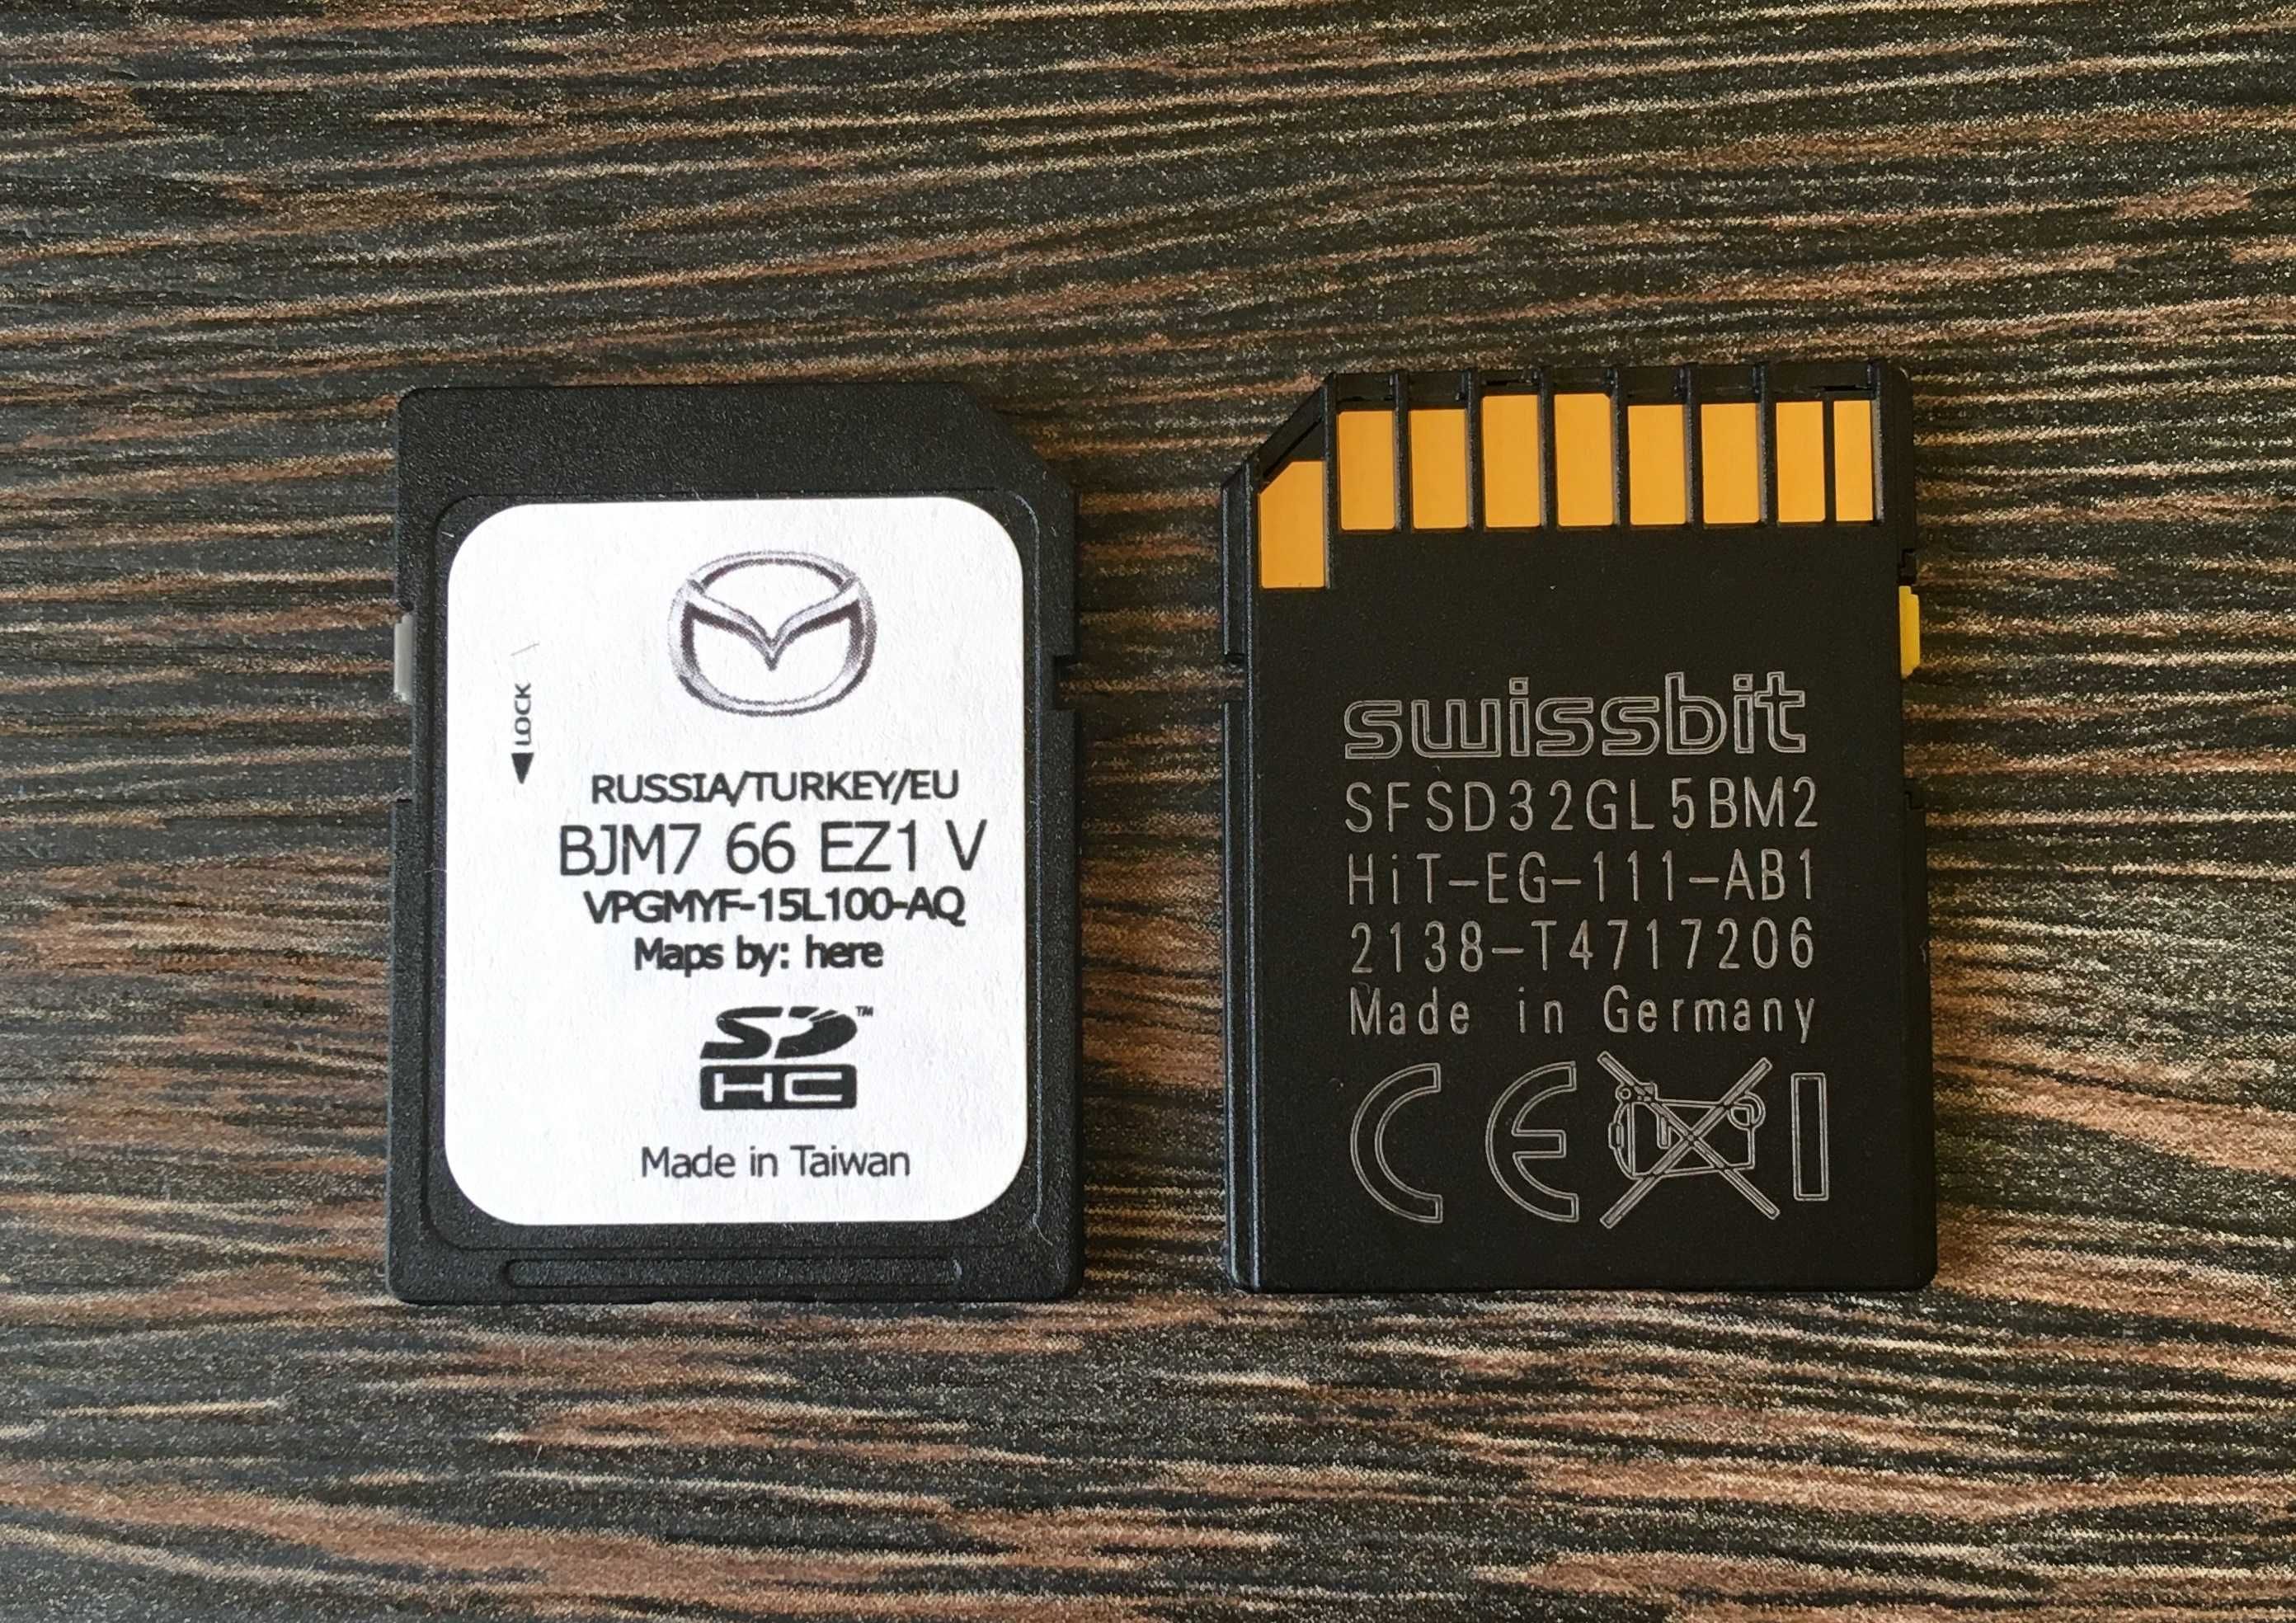 LOCK
RUSSIA/TURKEY/EU
BJM7 66 EZ1 V
VPGMYF-15L100-AQ
Maps by: here
SD™
HC
Made in Taiwan
swissbit
SFSD32GL5BM2
HiT-EG-111-AB1
2138-T4717206
Made in Germany
CE